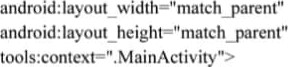 android:layout_width="match_parent"
android:layout_height="match_parent"
tools:context=".MainActivity">